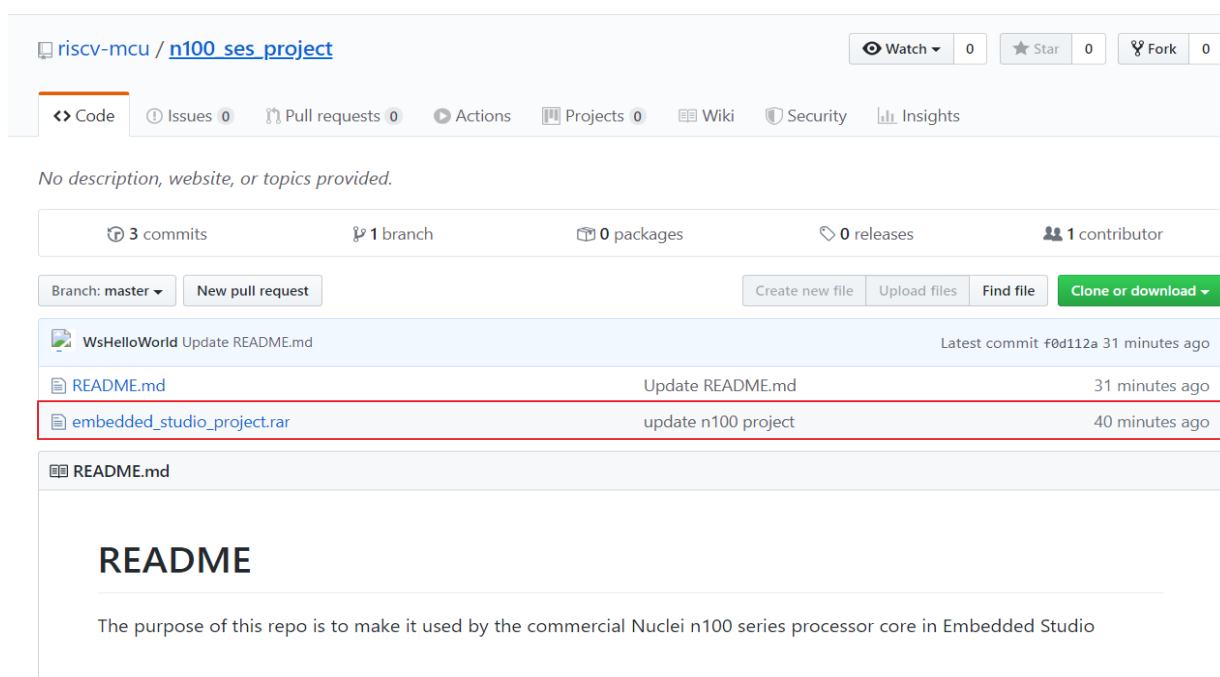 riscv-mcu / n100_ses_project Watch 0 Star 0 Fork 0
Code Issues 0 Pull requests 0 Actions Projects 0 Wiki Security Insights
No description, website, or topics provided.
3 commits 1 branch 0 packages 0 releases 1 contributor
Branch: master New pull request Create new file Upload files Find file Clone or download
WsHelloWorld Update README.md Latest commit f0d112a 31 minutes ago
README.md Update README.md 31 minutes ago
embedded_studio_project.rar update n100 project 40 minutes ago
README.md
README
The purpose of this repo is to make it used by the commercial Nuclei n100 series processor core in Embedded Studio